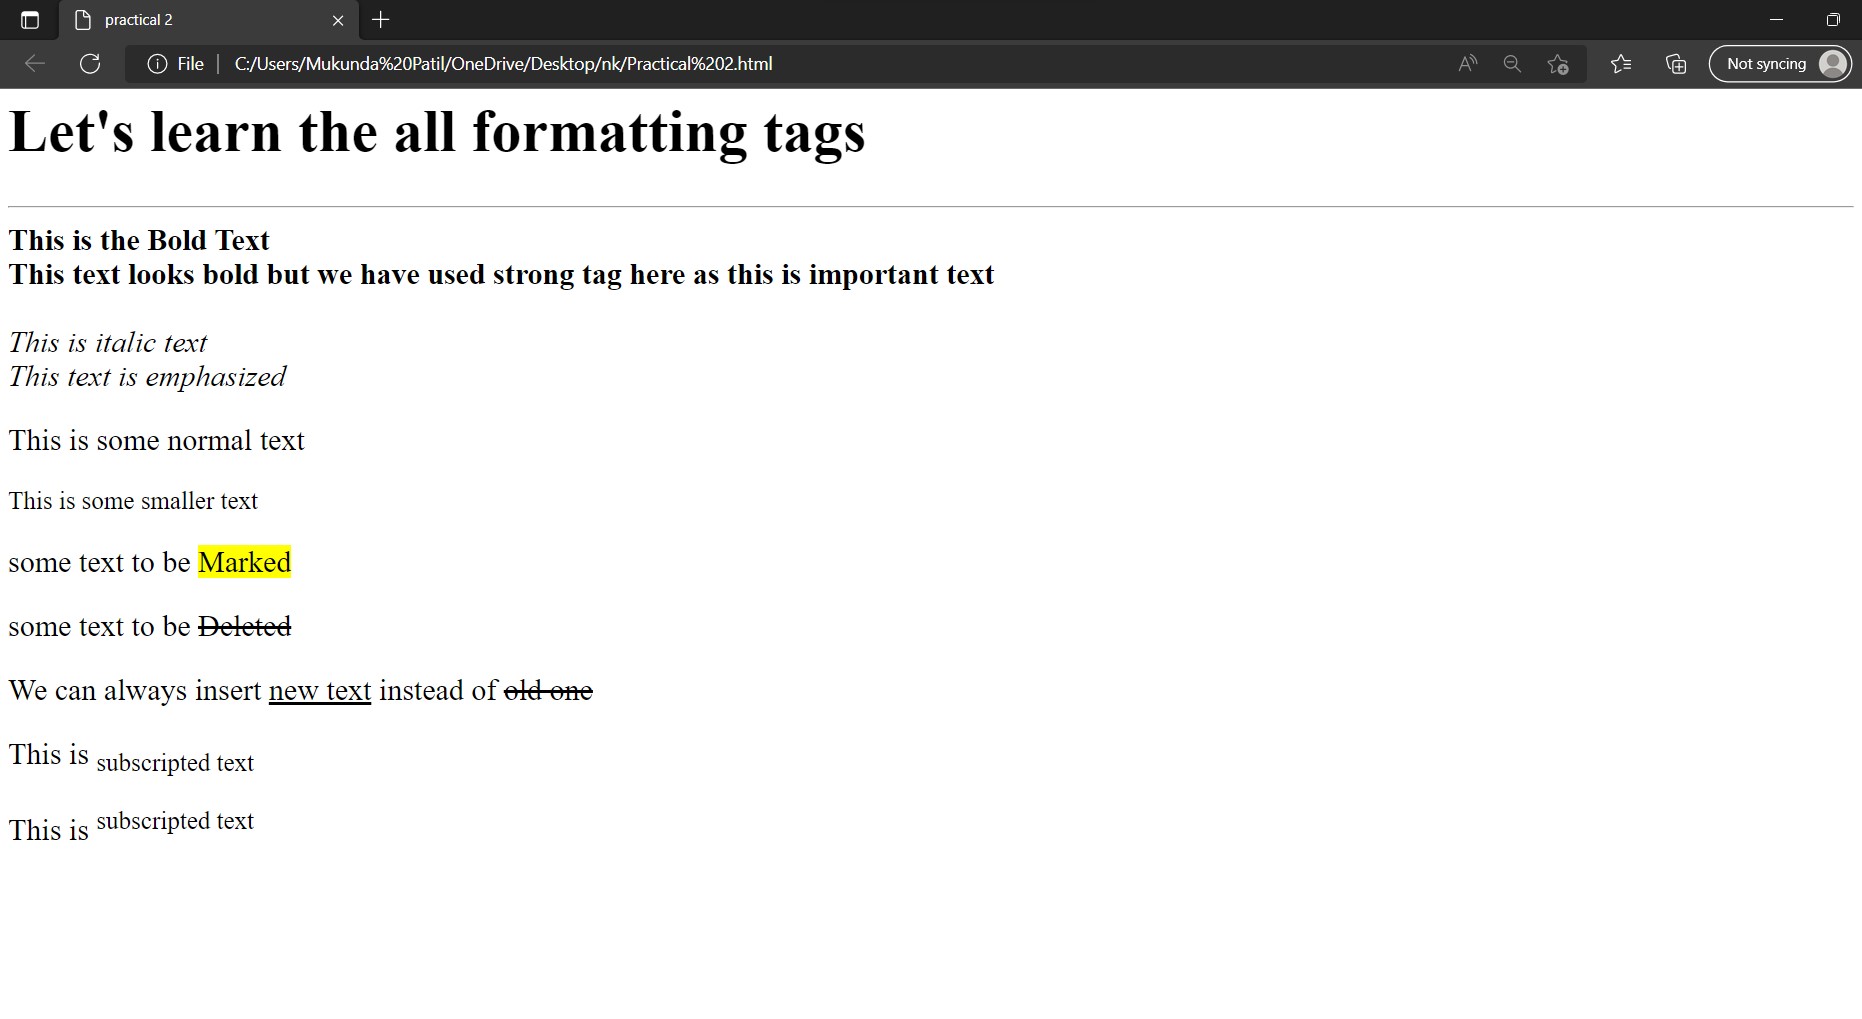 practical 2
File C:/Users/Mukunda%20Patil/OneDrive/Desktop/nk/Practical%202.html
Not syncing
Let's learn the all formatting tags
This is the Bold Text
This text looks bold but we have used strong tag here as this is important text
This is italic text
This text is emphasized
This is some normal text
This is some smaller text
some text to be Marked
some text to be Deleted
We can always insert new text instead of old one
This is subscripted text
This is subscripted text